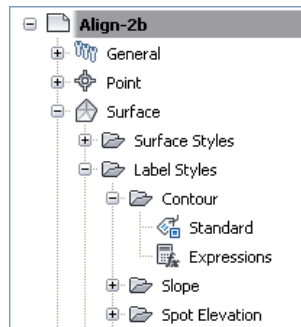 Align-2b
General
Point
Surface
Surface Styles
Label Styles
Contour
Standard
Expressions
Slope
Spot Elevation